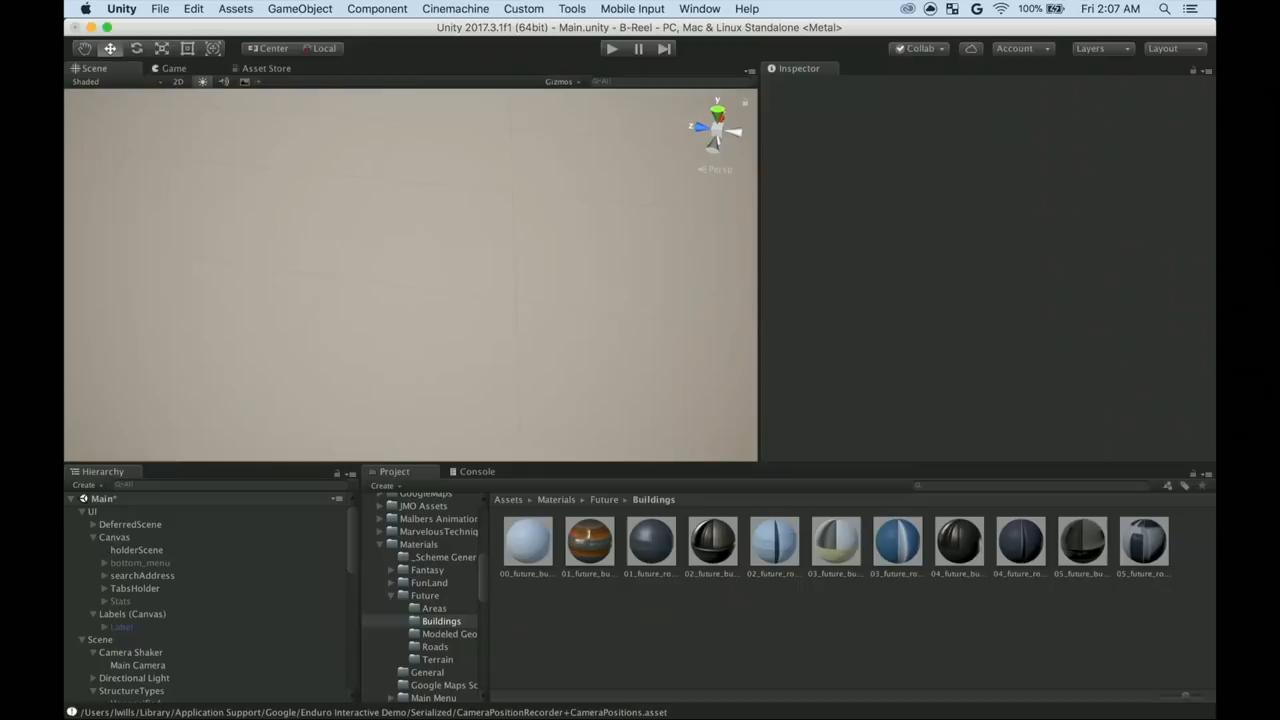 Unity File Edit Assets GameObject Component Cinemachine Custom Tools Mobile Input Window Help 100% Fri 2:07 AM
Unity 2017.3.1f1 (64bit) - Main.unity - B-Reel - PC, Mac & Linux Standalone <Metal>
Center Local Collab Account Layers Layout
Scene Game Asset Store Inspector
Shaded 2D Gizmos All
y
z
Persp
Hierarchy Project Console
Create All Create
Main*
UI
DeferredScene
Canvas
holderScene
bottom_menu
searchAddress
TabsHolder
Stats
Labels (Canvas)
Label
Scene
Camera Shaker
Main Camera
Directional Light
StructureTypes
GoogleMaps
JMO Assets
Malbers Animation
MarvelousTechniq
Materials
_Scheme Gener
Fantasy
FunLand
Future
Areas
Buildings
Modeled Geo
Roads
Terrain
General
Google Maps Sc
Main Menu
Assets Materials Future Buildings
00_future_bu... 01_future_bu... 01_future_ro... 02_future_bu... 02_future_ro... 03_future_bu... 03_future_ro... 04_future_bu... 04_future_ro... 05_future_bu... 05_future_ro...
/Users/lwills/Library/Application Support/Google/Enduro Interactive Demo/Serialized/CameraPositionRecorder+CameraPositions.asset